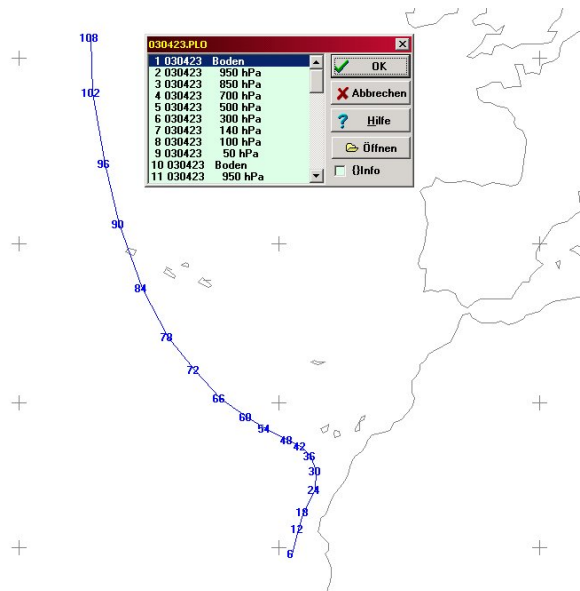 108
030423.PLO
1 030423 Boden
2 030423 950 hPa
3 030423 850 hPa
4 030423 700 hPa
5 030423 500 hPa
6 030423 300 hPa
7 030423 140 hPa
8 030423 100 hPa
9 030423 50 hPa
10 030423 Boden
11 030423 950 hPa
OK
Abbrechen
Hilfe
Öffnen
{}Info
102
96
90
84
78
72
66
60
54
48
42
36
30
24
18
12
6